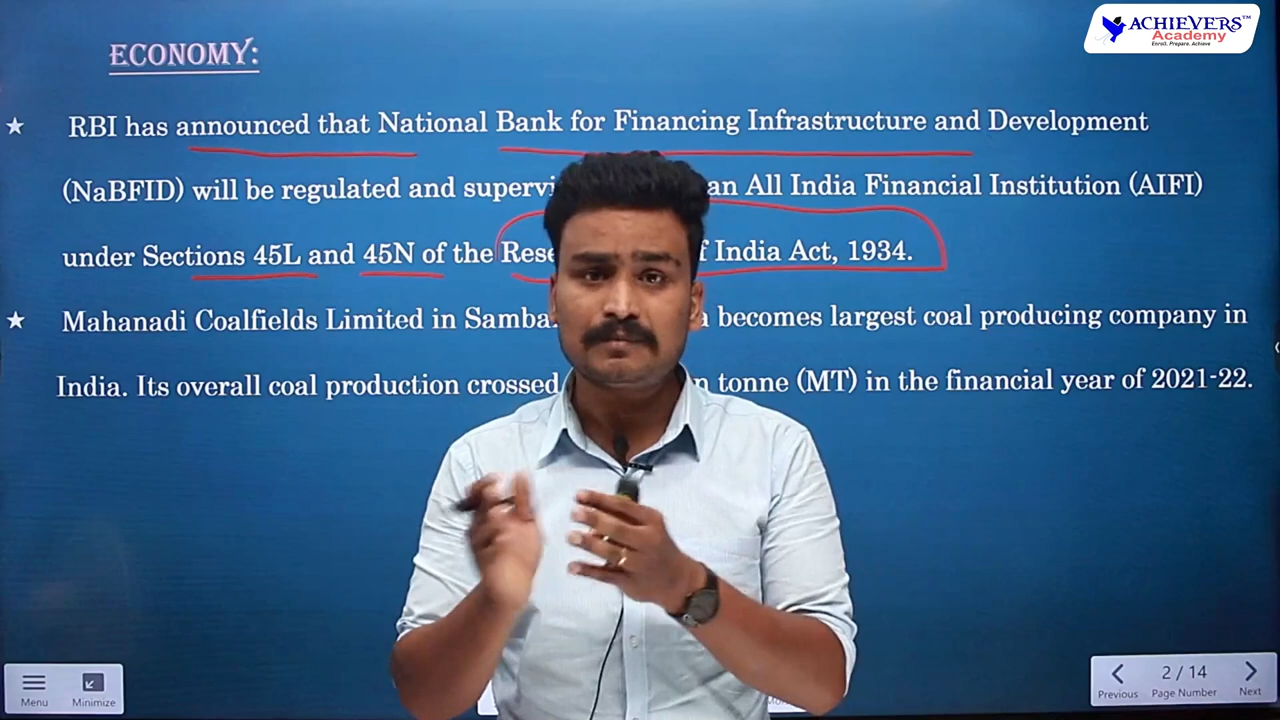 ACHIEVERS™
Academy
Enroll. Prepare. Achieve
ECONOMY:
★ RBI has announced that National Bank for Financing Infrastructure and Development
(NaBFID) will be regulated and an All India Financial Institution (AIFI)
under Sections 45L and 45N of the India Act, 1934.
★ Mahanadi Coalfields Limited in becomes largest coal producing company in
India. Its overall coal production crossed tonne (MT) in the financial year of 2021-22.
Menu
Minimize
Previous
2 / 14
Page Number
Next